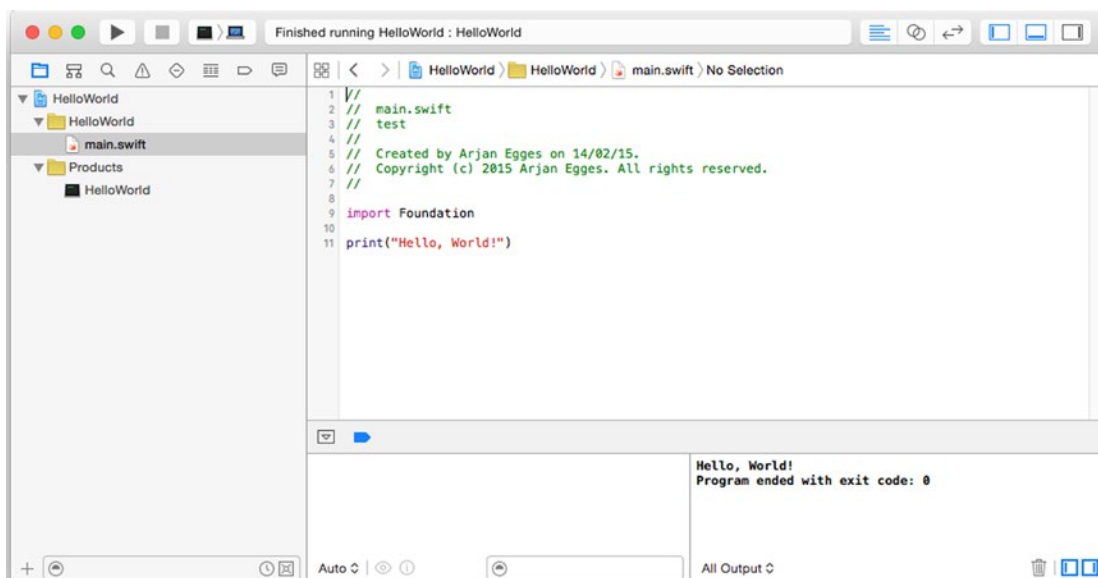 Finished running HelloWorld : HelloWorld
HelloWorld
HelloWorld
main.swift
Products
HelloWorld
HelloWorld HelloWorld main.swift No Selection
1 //
2 //  main.swift
3 //  test
4 //
5 //  Created by Arjan Egges on 14/02/15.
6 //  Copyright (c) 2015 Arjan Egges. All rights reserved.
7 //
8
9 import Foundation
10
11 print("Hello, World!")
Hello, World!
Program ended with exit code: 0
Auto
All Output